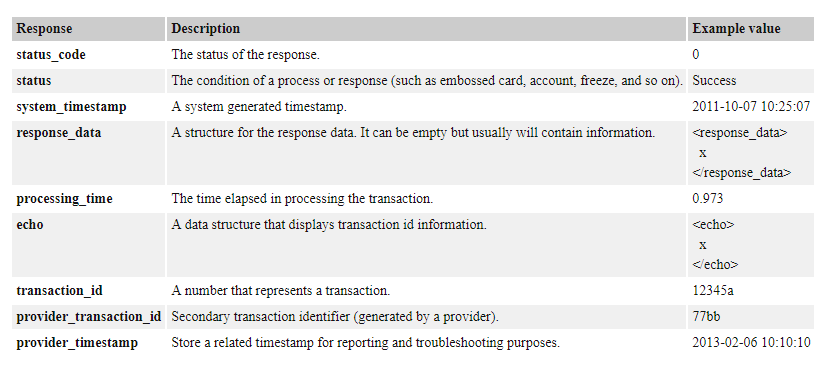 Response Description Example value
status_code The status of the response. 0
status The condition of a process or response (such as embossed card, account, freeze, and so on). Success
system_timestamp A system generated timestamp. 2011-10-07 10:25:07
response_data A structure for the response data. It can be empty but usually will contain information. <response_data>
x
</response_data>
processing_time The time elapsed in processing the transaction. 0.973
echo A data structure that displays transaction id information. <echo>
x
</echo>
transaction_id A number that represents a transaction. 12345a
provider_transaction_id Secondary transaction identifier (generated by a provider). 77bb
provider_timestamp Store a related timestamp for reporting and troubleshooting purposes. 2013-02-06 10:10:10